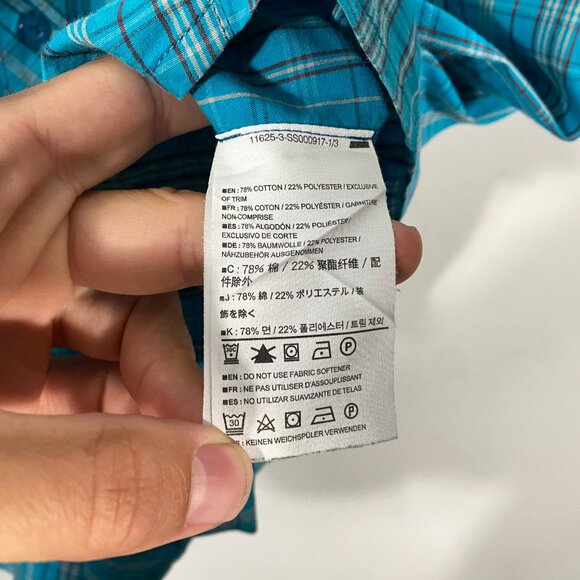 11625-3-SS000917-1/3
■EN: 78% COTTON / 22% POLYESTER / EXCLUSIVE
OF TRIM
■FR: 78% COTON / 22% POLYESTER / GARNITURE
NON-COMPRISE
■ES: 78% ALGODÓN / 22% POLYÉSTER /
EXCLUSIVO DE CORTE
■DE: 78% BAUMWOLLE / 22% POLYESTER /
NÄHZUBEHÖR AUSGENOMMEN
■C: 78% 棉 / 22% 聚酯纤维 / 配
件除外
■J: 78% 綿 / 22% ポリエステル / 装
飾を除く
■K: 78% 면 / 22% 폴리에스터 / 트림 제외
30C P
■EN: DO NOT USE FABRIC SOFTENER
■FR: NE PAS UTILISER D'ASSOUPLISSANT
■ES: NO UTILIZAR SUAVIZANTE DE TELAS
30 P
KEINEN WEICHSPÜLER VERWENDEN